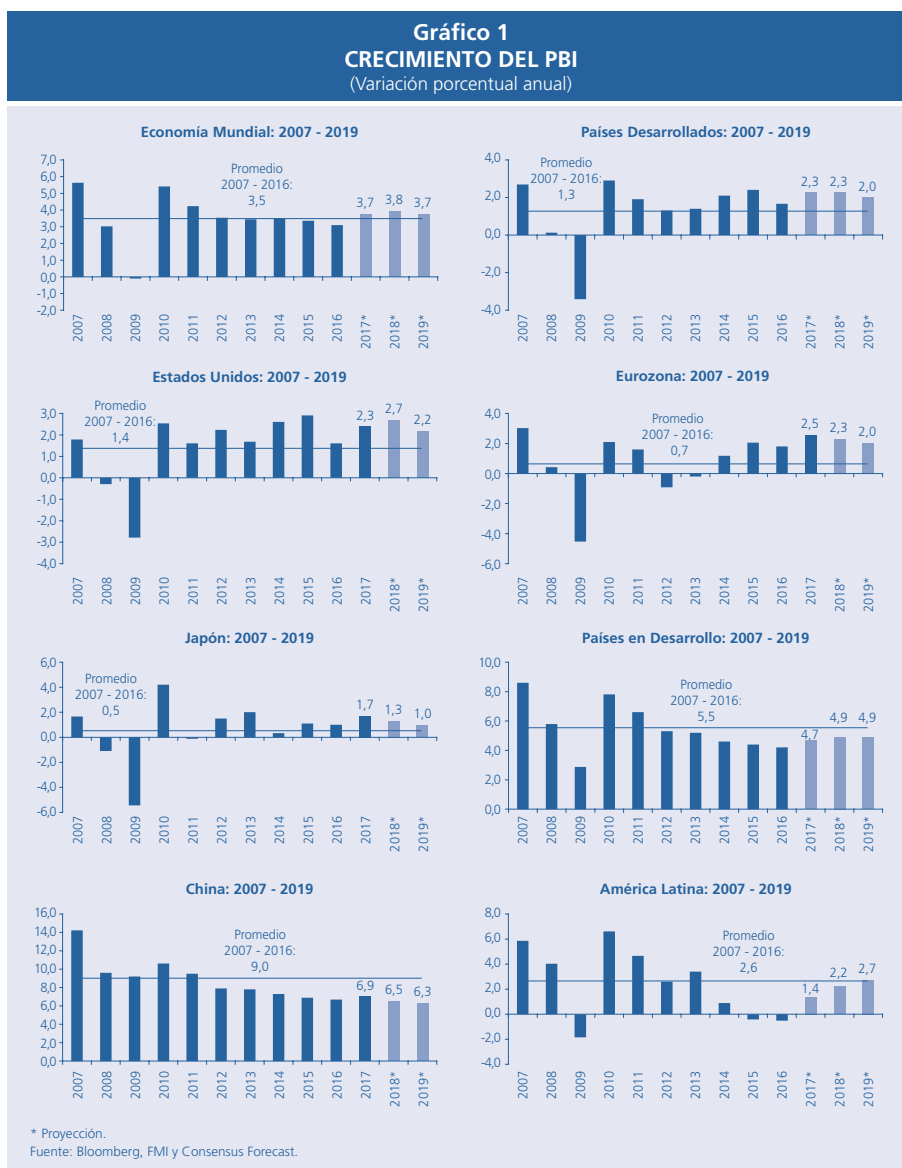 Gráfico 1
CRECIMIENTO DEL PBI
(Variación porcentual anual)
Economía Mundial: 2007 - 2019
7,0
6,0
5,0
4,0
3,0
2,0
1,0
0,0
-1,0
-2,0
Promedio
2007 - 2016:
3,5
3,7 3,8 3,7
2007 2008 2009 2010 2011 2012 2013 2014 2015 2016 2017* 2018* 2019*
Países Desarrollados: 2007 - 2019
4,0
2,0
0,0
-2,0
-4,0
Promedio
2007 - 2016:
1,3
2,3 2,3 2,0
2007 2008 2009 2010 2011 2012 2013 2014 2015 2016 2017* 2018* 2019*
Estados Unidos: 2007 - 2019
3,0
2,0
1,0
0,0
-1,0
-2,0
-3,0
-4,0
Promedio
2007 - 2016:
1,4
2,3 2,7 2,2
2007 2008 2009 2010 2011 2012 2013 2014 2015 2016 2017 2018* 2019*
Eurozona: 2007 - 2019
4,0
2,0
0,0
-2,0
-4,0
-6,0
Promedio
2007 - 2016:
0,7
2,5 2,3 2,0
2007 2008 2009 2010 2011 2012 2013 2014 2015 2016 2017 2018* 2019*
Japón: 2007 - 2019
6,0
4,0
2,0
0,0
-2,0
-4,0
-6,0
Promedio
2007 - 2016:
0,5
1,7 1,3 1,0
2007 2008 2009 2010 2011 2012 2013 2014 2015 2016 2017 2018* 2019*
Países en Desarrollo: 2007 - 2019
10,0
8,0
6,0
4,0
2,0
0,0
Promedio
2007 - 2016:
5,5
4,7 4,9 4,9
2007 2008 2009 2010 2011 2012 2013 2014 2015 2016 2017* 2018* 2019*
China: 2007 - 2019
16,0
14,0
12,0
10,0
8,0
6,0
4,0
2,0
0,0
Promedio
2007 - 2016:
9,0
6,9 6,5 6,3
2007 2008 2009 2010 2011 2012 2013 2014 2015 2016 2017 2018* 2019*
América Latina: 2007 - 2019
8,0
6,0
4,0
2,0
0,0
-2,0
-4,0
Promedio
2007 - 2016:
2,6
1,4 2,2 2,7
2007 2008 2009 2010 2011 2012 2013 2014 2015 2016 2017* 2018* 2019*
* Proyección.
Fuente: Bloomberg, FMI y Consensus Forecast.